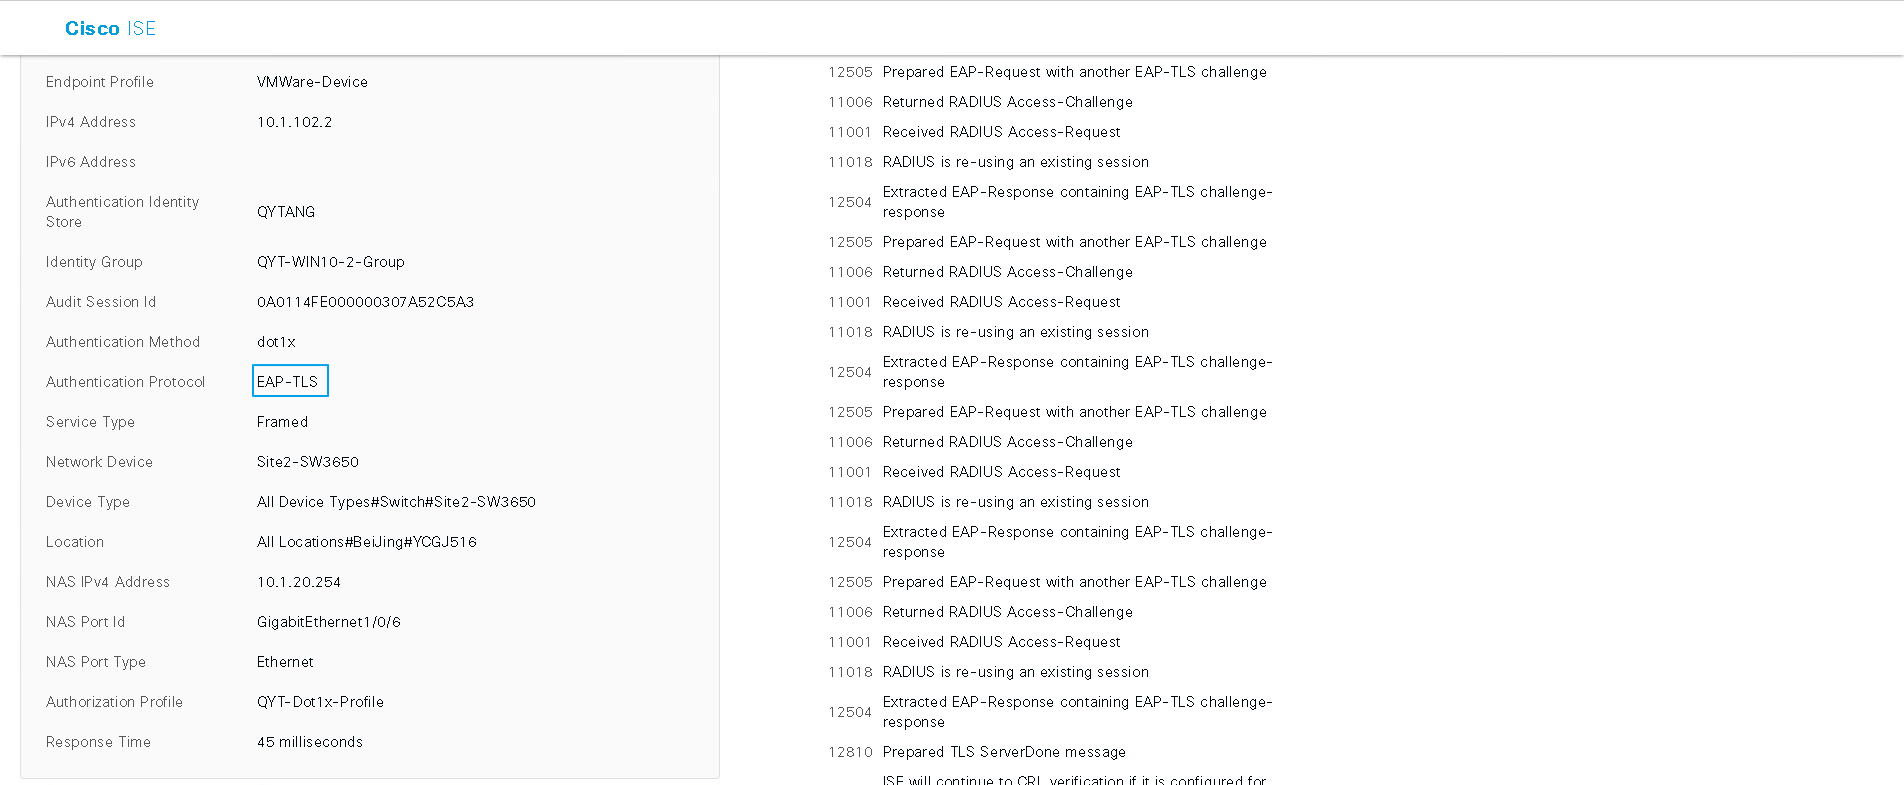 Cisco ISE
Endpoint Profile VMWare-Device
IPv4 Address 10.1.102.2
IPv6 Address
Authentication Identity
Store QYTANG
Identity Group QYT-WIN10-2-Group
Audit Session Id 0A0114FE000000307A52C5A3
Authentication Method dot1x
Authentication Protocol EAP-TLS
Service Type Framed
Network Device Site2-SW3650
Device Type All Device Types#Switch#Site2-SW3650
Location All Locations#BeiJing#YCGJ516
NAS IPv4 Address 10.1.20.254
NAS Port Id GigabitEthernet1/0/6
NAS Port Type Ethernet
Authorization Profile QYT-Dot1x-Profile
Response Time 45 milliseconds
12505 Prepared EAP-Request with another EAP-TLS challenge
11006 Returned RADIUS Access-Challenge
11001 Received RADIUS Access-Request
11018 RADIUS is re-using an existing session
12504 Extracted EAP-Response containing EAP-TLS challenge-
response
12505 Prepared EAP-Request with another EAP-TLS challenge
11006 Returned RADIUS Access-Challenge
11001 Received RADIUS Access-Request
11018 RADIUS is re-using an existing session
12504 Extracted EAP-Response containing EAP-TLS challenge-
response
12505 Prepared EAP-Request with another EAP-TLS challenge
11006 Returned RADIUS Access-Challenge
11001 Received RADIUS Access-Request
11018 RADIUS is re-using an existing session
12504 Extracted EAP-Response containing EAP-TLS challenge-
response
12505 Prepared EAP-Request with another EAP-TLS challenge
11006 Returned RADIUS Access-Challenge
11001 Received RADIUS Access-Request
11018 RADIUS is re-using an existing session
12504 Extracted EAP-Response containing EAP-TLS challenge-
response
12810 Prepared TLS ServerDone message
ISE will continue to CRL verification if it is configured for